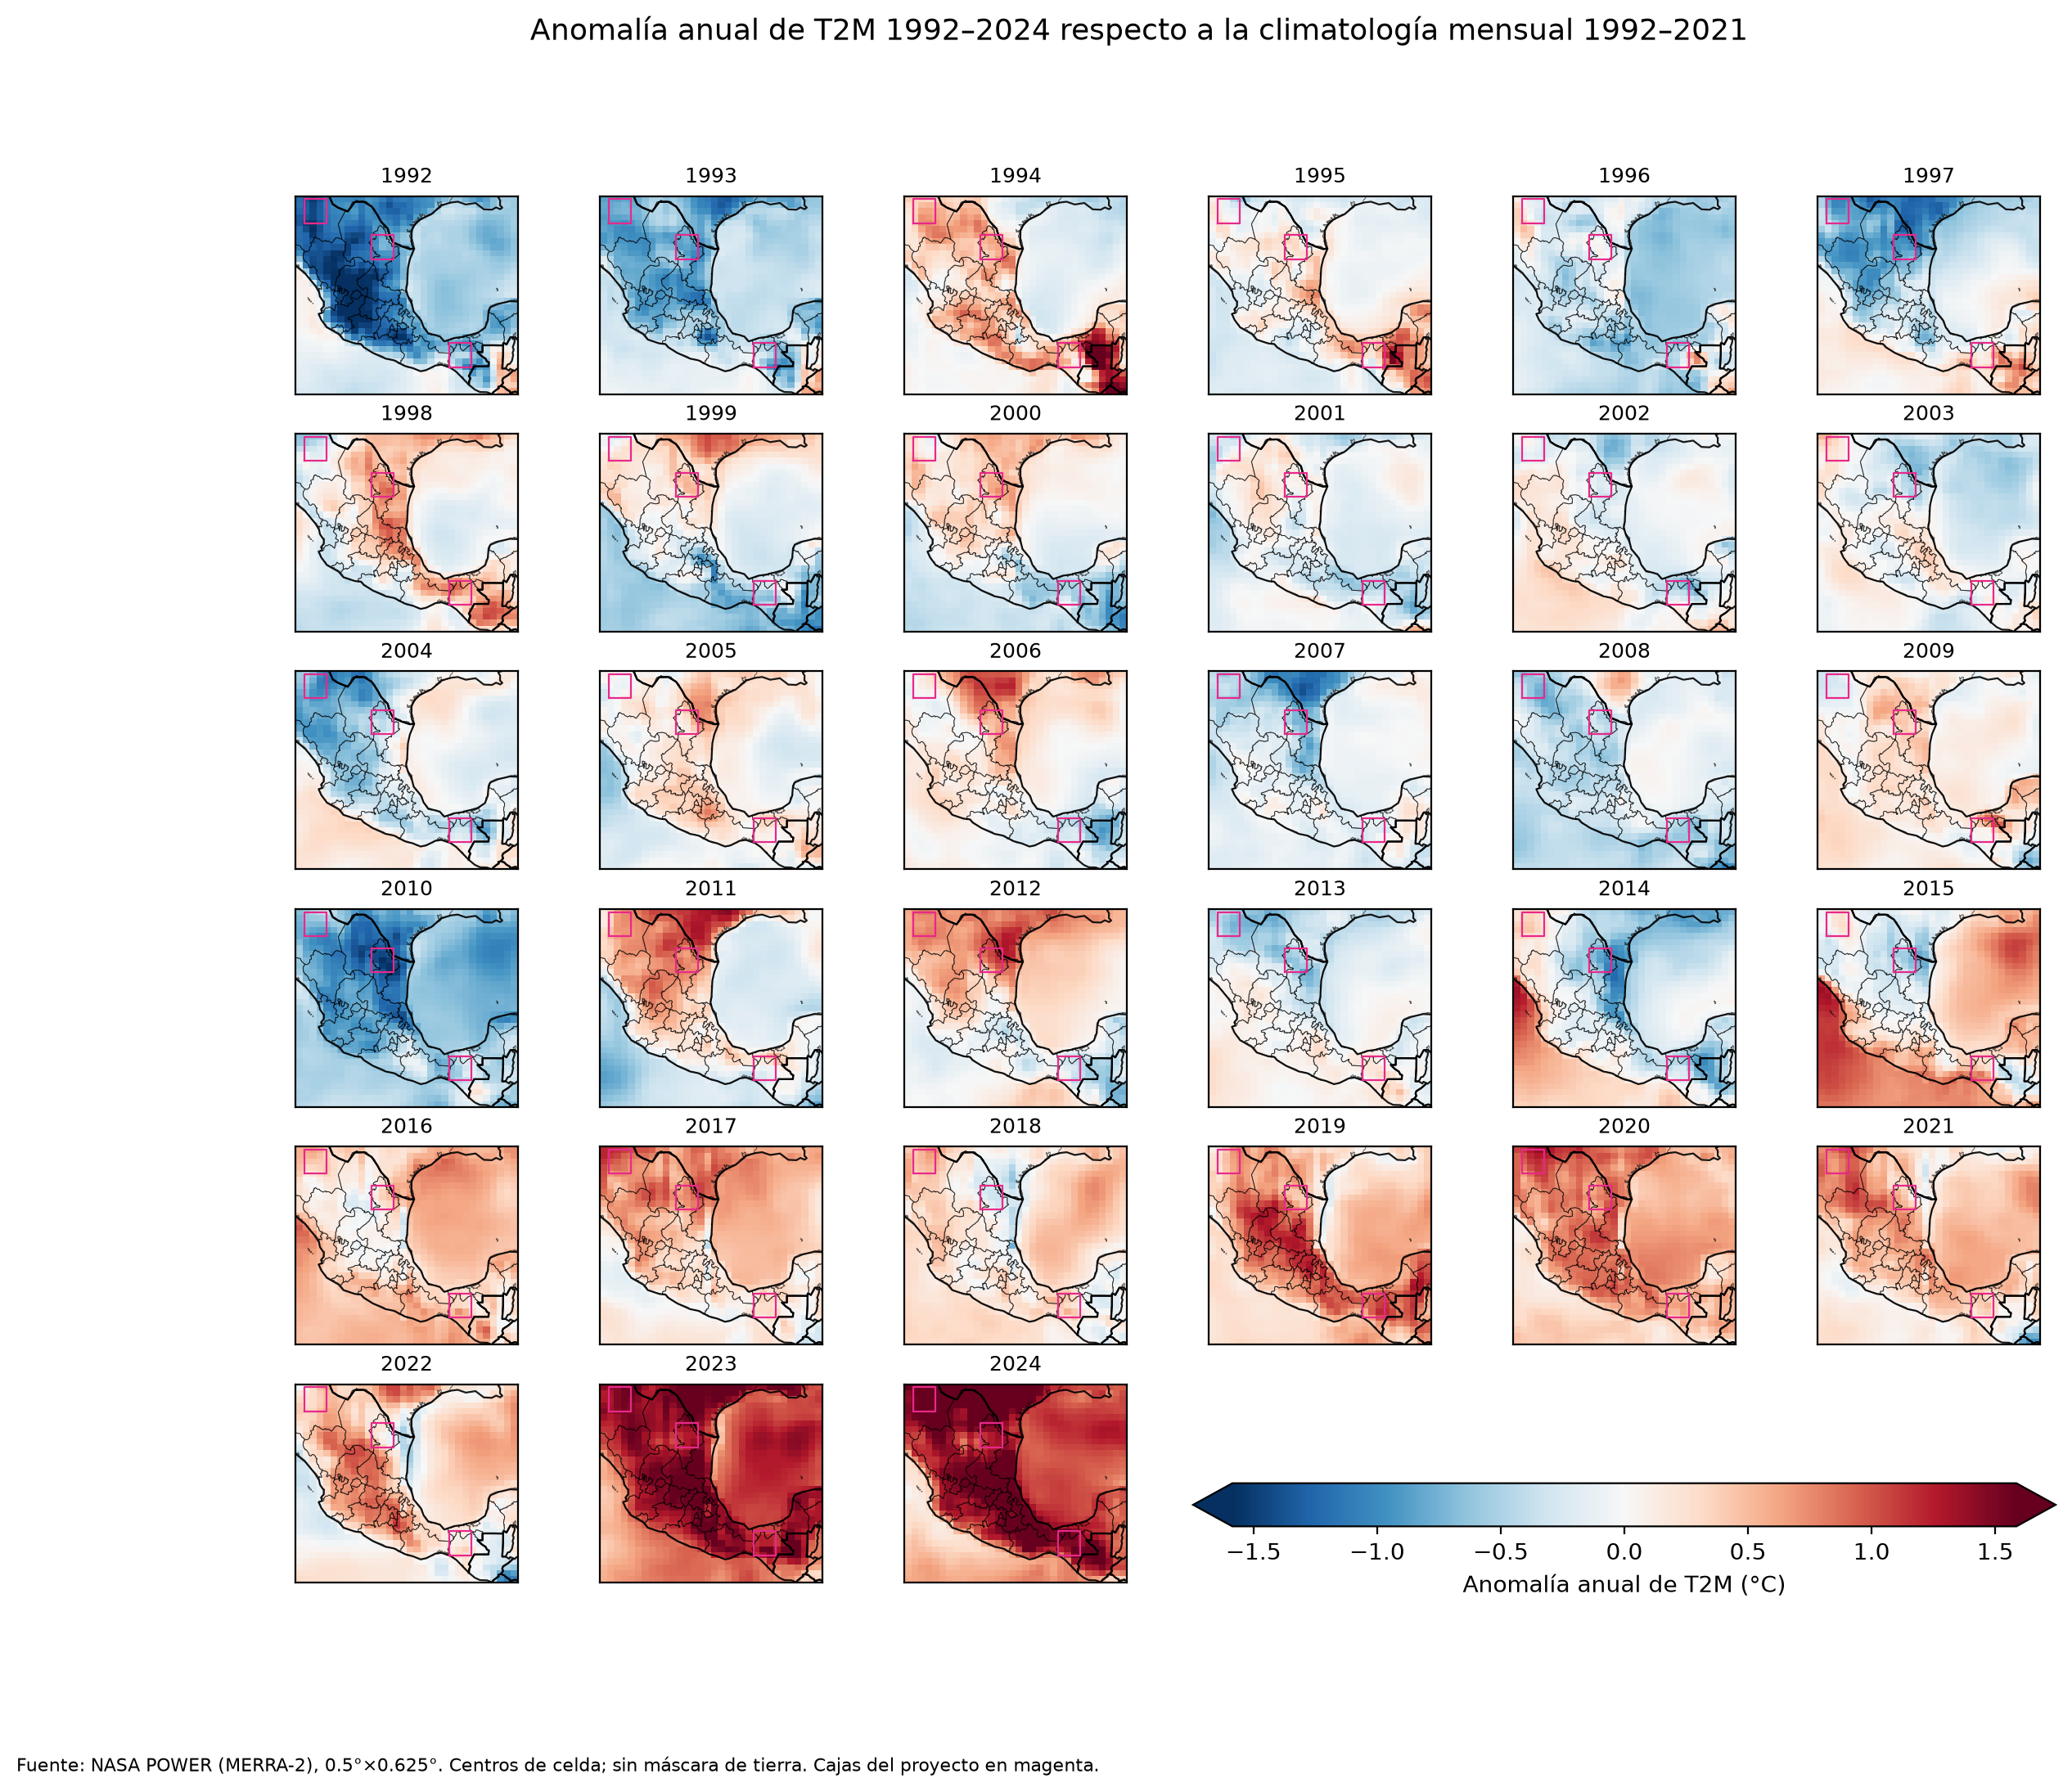 Anomalía anual de T2M 1992–2024 respecto a la climatología mensual 1992–2021
1992 1993 1994 1995 1996 1997
1998 1999 2000 2001 2002 2003
2004 2005 2006 2007 2008 2009
2010 2011 2012 2013 2014 2015
2016 2017 2018 2019 2020 2021
2022 2023 2024
−1.5 −1.0 −0.5 0.0 0.5 1.0 1.5
Anomalía anual de T2M (°C)
Fuente: NASA POWER (MERRA-2), 0.5°×0.625°. Centros de celda; sin máscara de tierra. Cajas del proyecto en magenta.